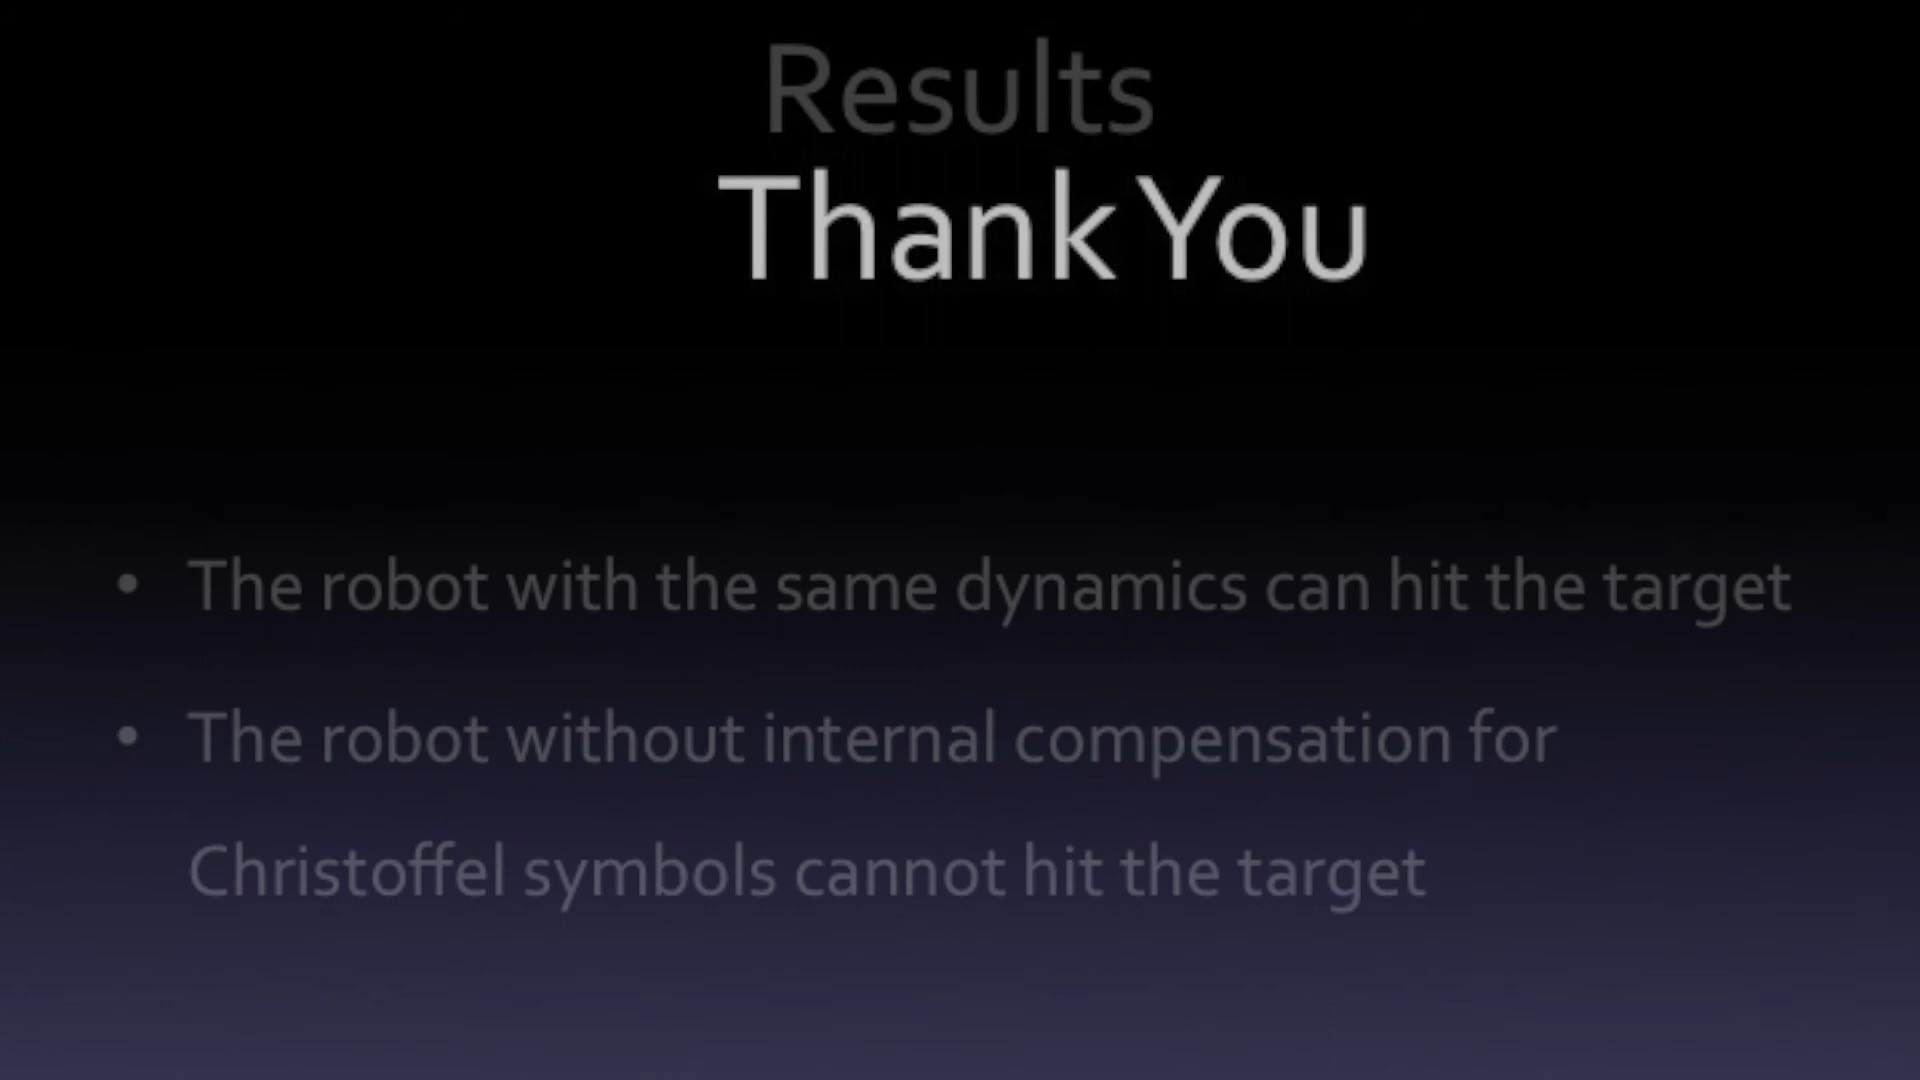 Results
Thank You
• The robot with the same dynamics can hit the target
• The robot without internal compensation for
Christoffel symbols cannot hit the target